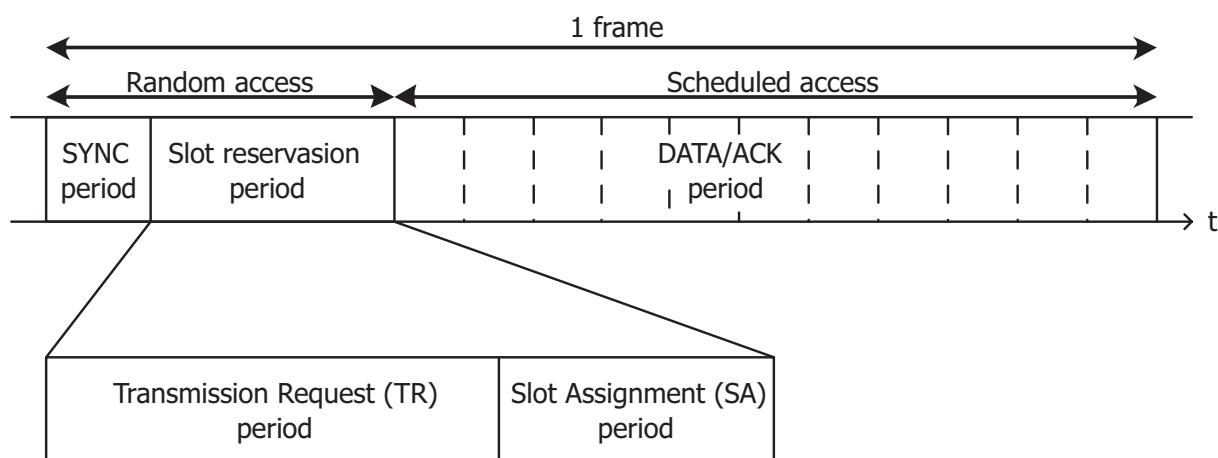 1 frame
Random access
Scheduled access
SYNC
period
Slot reservasion
period
DATA/ACK
period
t
Transmission Request (TR)
period
Slot Assignment (SA)
period